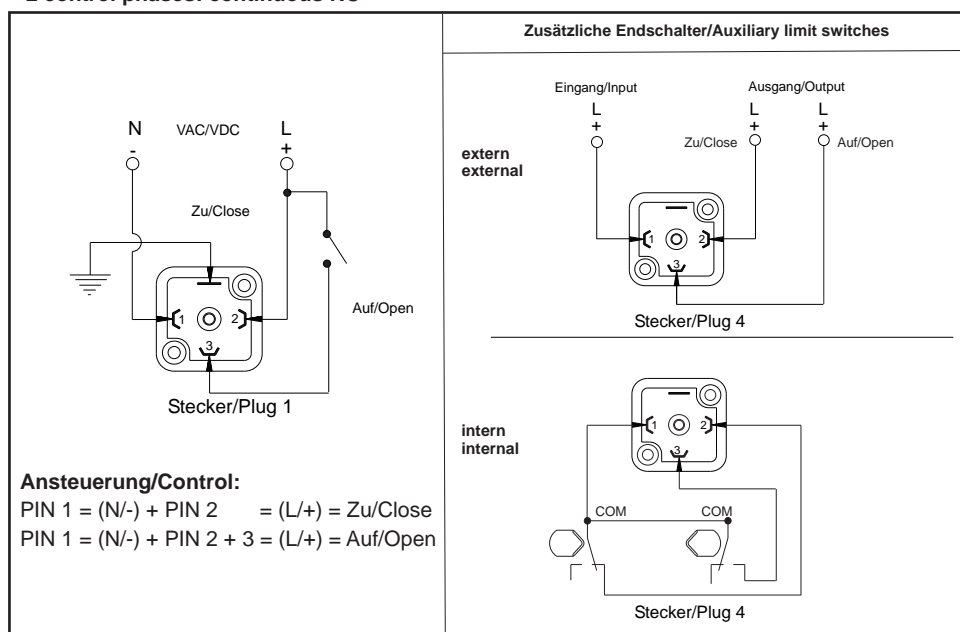 2 control phases: continuous NC
N VAC/VDC L
- +
Zu/Close
Auf/Open
1 2
3
Stecker/Plug 1
Ansteuerung/Control:
PIN 1 = (N/-) + PIN 2 = (L/+) = Zu/Close
PIN 1 = (N/-) + PIN 2 + 3 = (L/+) = Auf/Open
Zusätzliche Endschalter/Auxiliary limit switches
Eingang/Input Ausgang/Output
L L L
+ + +
Zu/Close Auf/Open
extern
external
1 2
3
Stecker/Plug 4
intern
internal
1 2
3
COM COM
Stecker/Plug 4